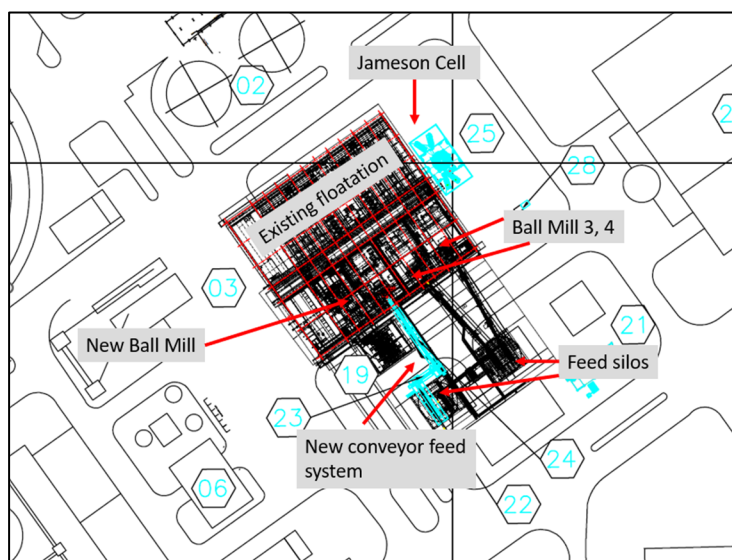 02
Jameson Cell
25
2
28
Existing floatation
Ball Mill 3, 4
03
21
New Ball Mill
Feed silos
19
23
New conveyor feed
system
24
06
22